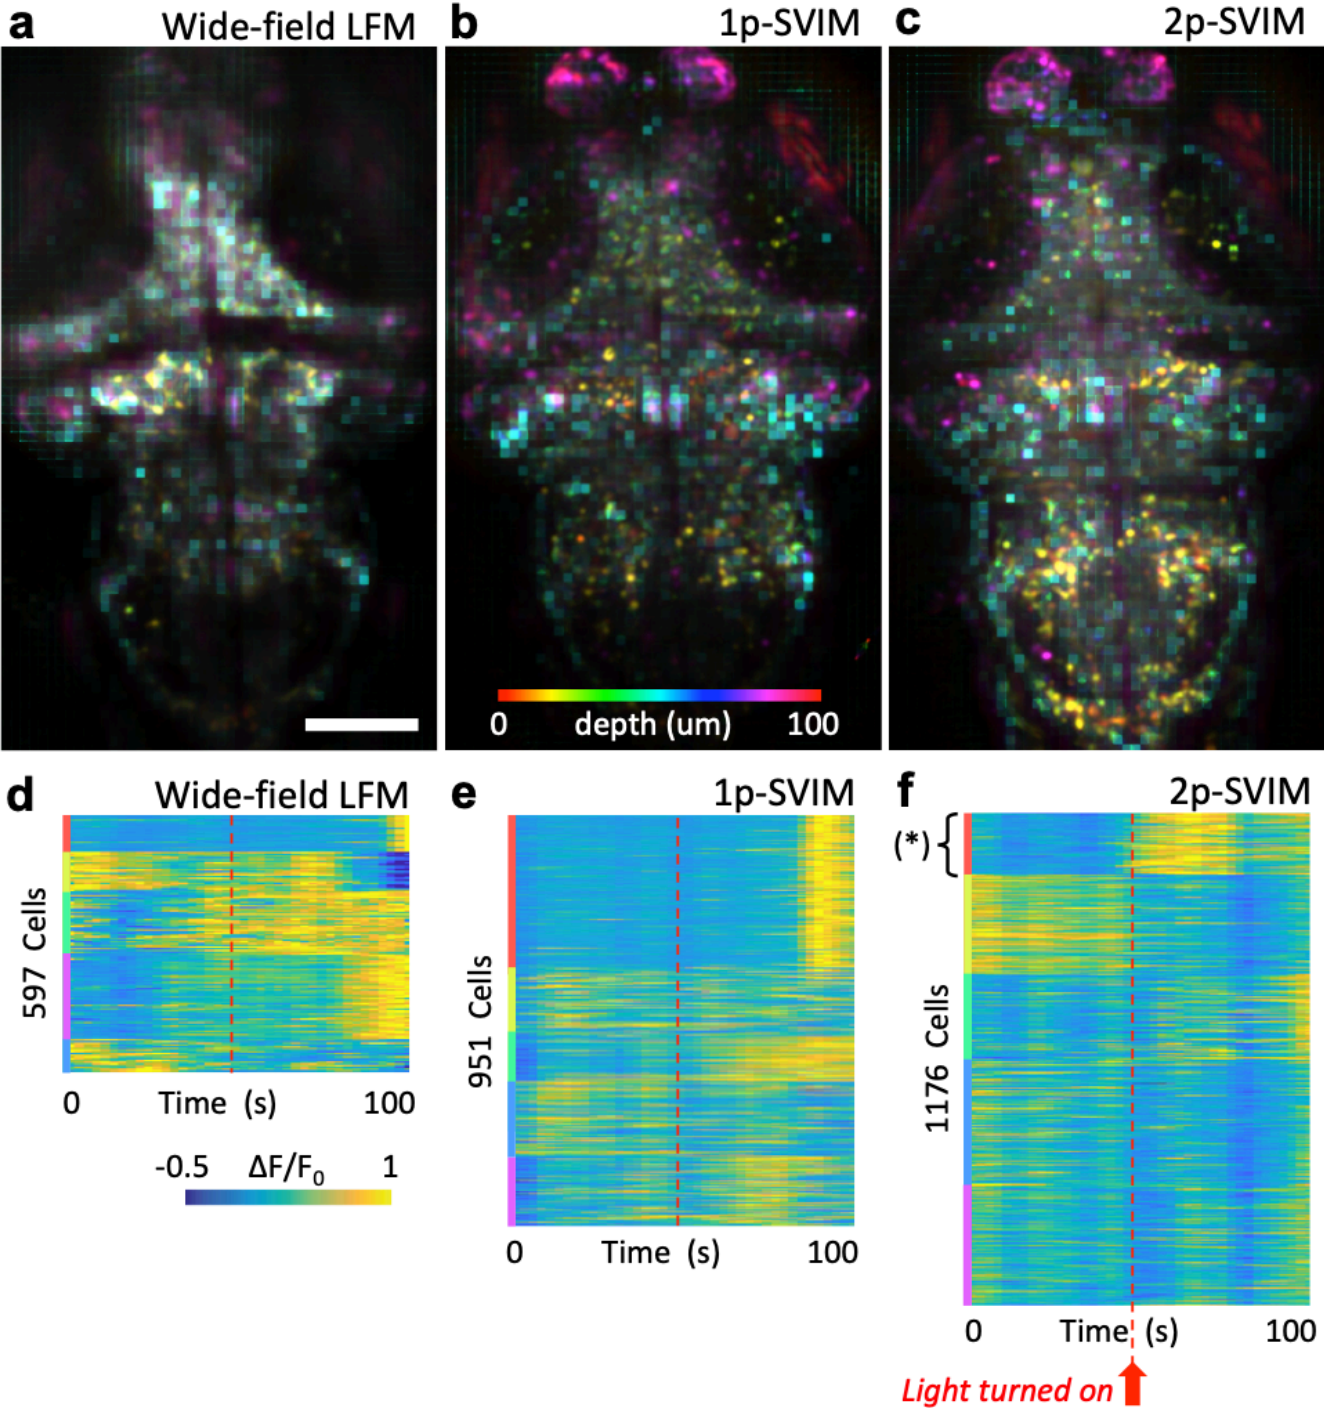 a Wide-field LFM
b 1p-SVIM
c 2p-SVIM
0 depth (um) 100
d Wide-field LFM
597 Cells
0 Time (s) 100
-0.5 ΔF/F0 1
e 1p-SVIM
951 Cells
0 Time (s) 100
f 2p-SVIM
(*)
1176 Cells
0 Time (s) 100
Light turned on